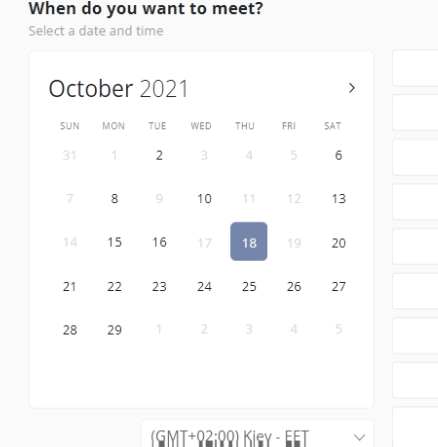 When do you want to meet?
Select a date and time
October 2021
SUN MON TUE WED THU FRI SAT
31 1 2 3 4 5 6
7 8 9 10 11 12 13
14 15 16 17 18 19 20
21 22 23 24 25 26 27
28 29 1 2 3 4 5
(GMT+02:00) Kiev - EET